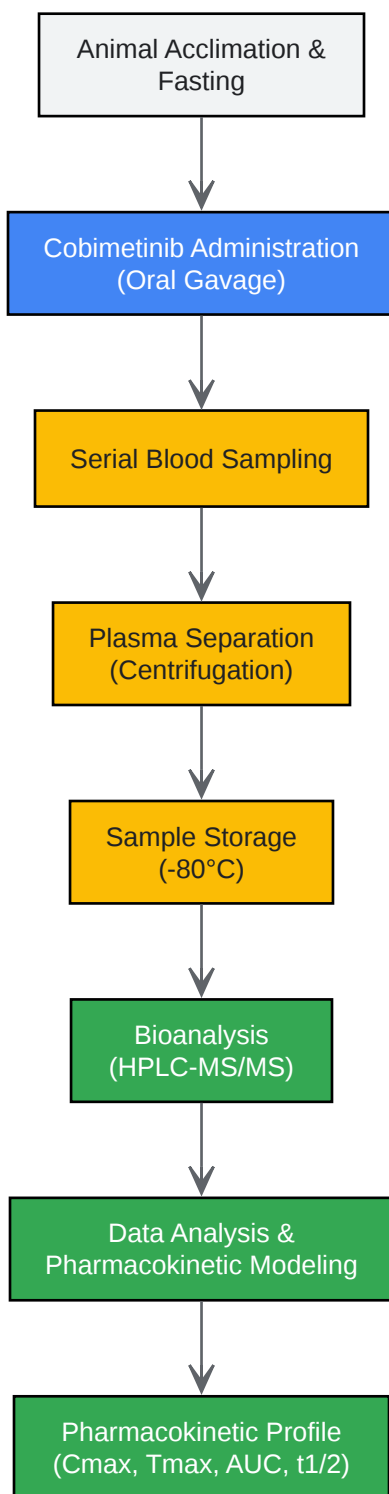 Animal Acclimation &
Fasting
Cobimetinib Administration
(Oral Gavage)
Serial Blood Sampling
Plasma Separation
(Centrifugation)
Sample Storage
(-80°C)
Bioanalysis
(HPLC-MS/MS)
Data Analysis &
Pharmacokinetic Modeling
Pharmacokinetic Profile
(Cmax, Tmax, AUC, t1/2)